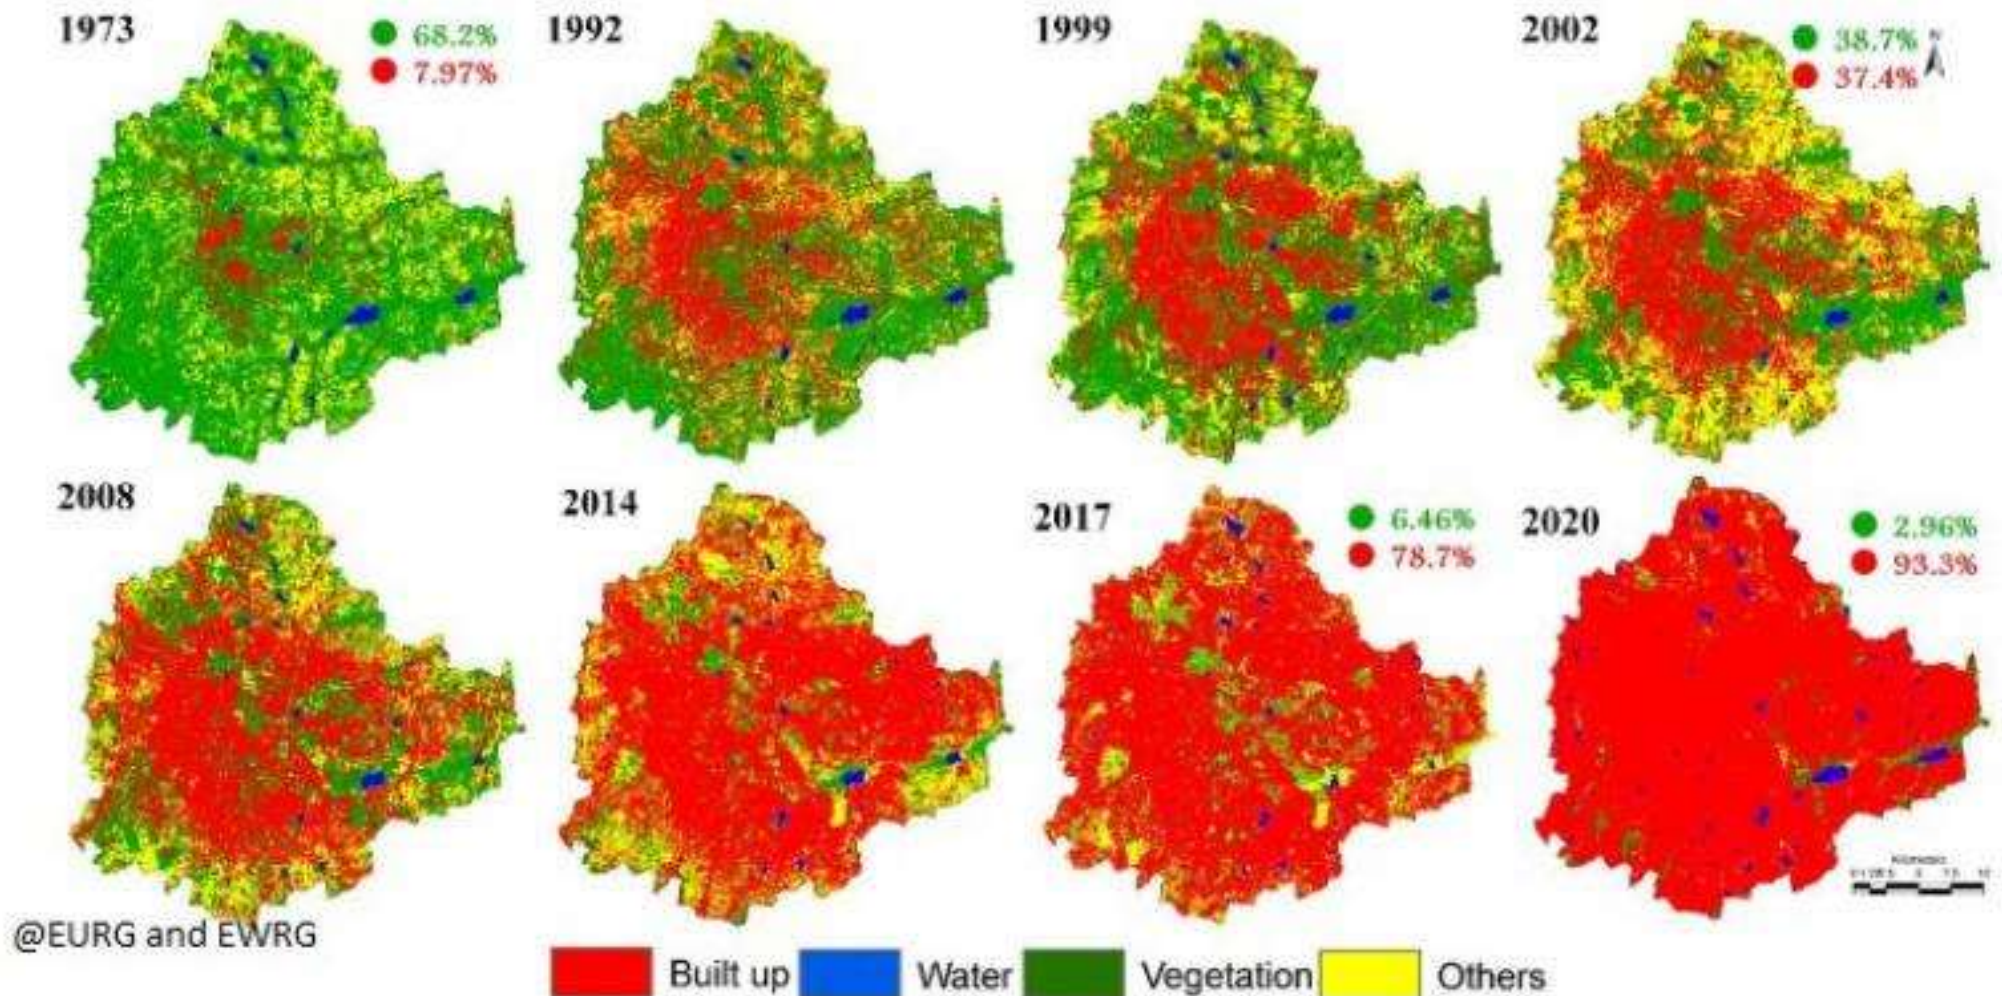 1973
68.2%
7.97%
1992
1999
2002
38.7%
37.4%
N
2008
2014
2017
6.46%
78.7%
2020
2.96%
93.3%
@EURG and EWRG
Built up
Water
Vegetation
Others